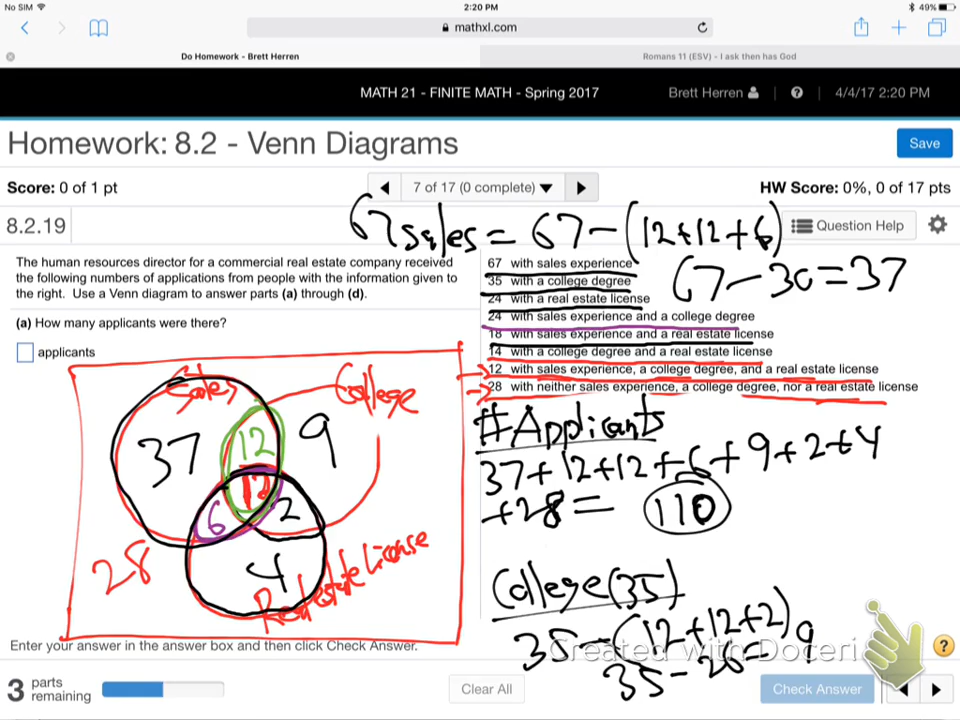 No SIM
2:20 PM
49%
mathxl.com
Do Homework - Brett Herren
Romans 11 (ESV) - I ask then has God
MATH 21 - FINITE MATH - Spring 2017
Brett Herren
4/4/17 2:20 PM
Homework: 8.2 - Venn Diagrams
Save
Score: 0 of 1 pt
7 of 17 (0 complete)
HW Score: 0%, 0 of 17 pts
8.2.19
Question Help
67 sales = 67-(12+12+6)
67-30=37
The human resources director for a commercial real estate company received
the following numbers of applications from people with the information given to
the right. Use a Venn diagram to answer parts (a) through (d).
67 with sales experience
35 with a college degree
24 with a real estate license
24 with sales experience and a college degree
18 with sales experience and a real estate license
14 with a college degree and a real estate license
12 with sales experience, a college degree, and a real estate license
28 with neither sales experience, a college degree, nor a real estate license
(a) How many applicants were there?
applicants
Sales
College
37
12
9
12
6
2
28
4
Real estate license
#Applicants
37+12+12+6+9+2+4
+28=
110
College(35)
35-(12+12+2)
35-26=9
Created with Doceri
Enter your answer in the answer box and then click Check Answer.
?
3 parts
remaining
Clear All
Check Answer